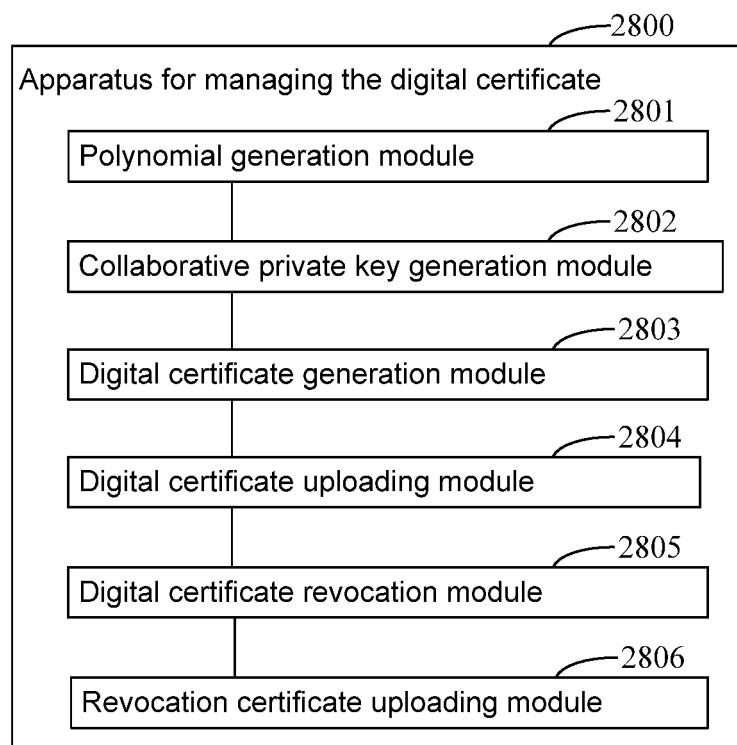 2800
Apparatus for managing the digital certificate
2801
Polynomial generation module
2802
Collaborative private key generation module
2803
Digital certificate generation module
2804
Digital certificate uploading module
2805
Digital certificate revocation module
2806
Revocation certificate uploading module